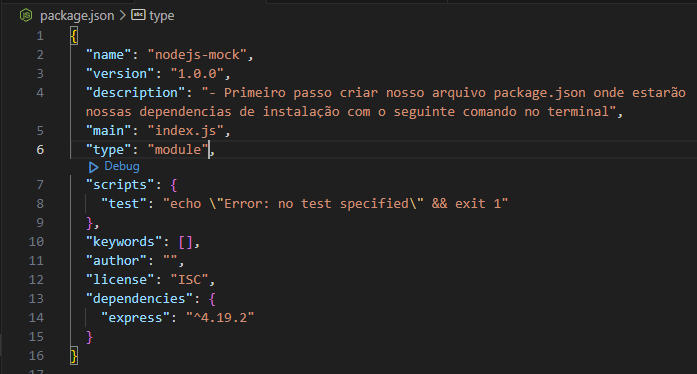 package.json > abc type
1 {
2 "name": "nodejs-mock",
3 "version": "1.0.0",
4 "description": "- Primeiro passo criar nosso arquivo package.json onde estarão
nossas dependencias de instalação com o seguinte comando no terminal",
5 "main": "index.js",
6 "type": "module",
Debug
7 "scripts": {
8 "test": "echo \"Error: no test specified\" && exit 1"
9 },
10 "keywords": [],
11 "author": "",
12 "license": "ISC",
13 "dependencies": {
14 "express": "^4.19.2"
15 }
16 }
17